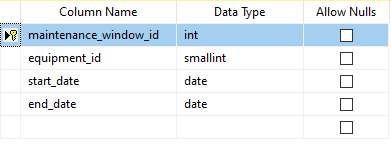 Column Name Data Type Allow Nulls
maintenance_window_id int
equipment_id smallint
start_date date
end_date date